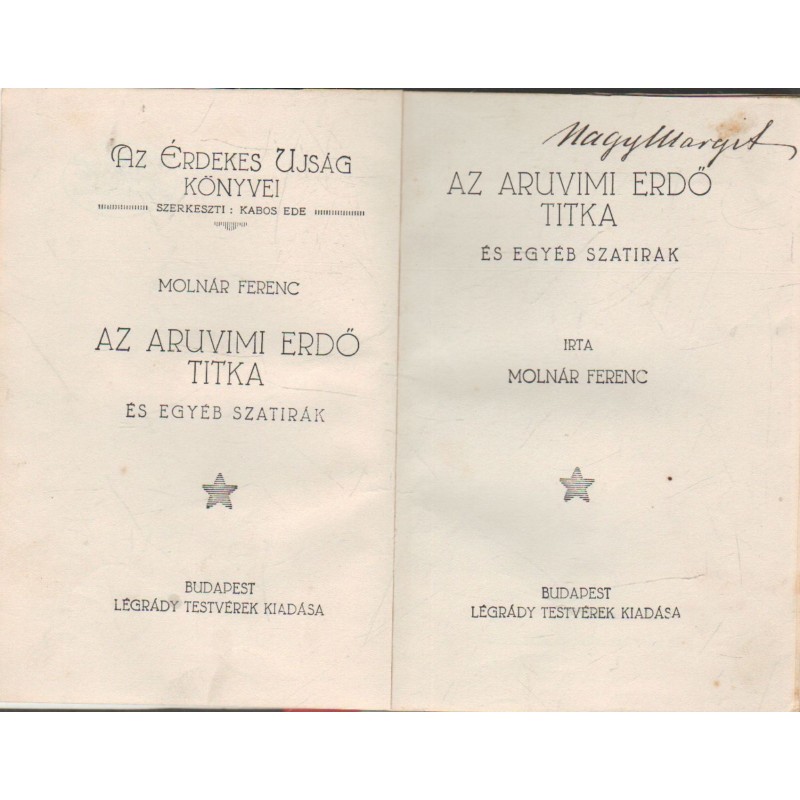 Az Érdekes Ujság
KÖNYVEI
SZERKESZTI: KABOS EDE
MOLNÁR FERENC
AZ ARUVIMI ERDŐ
TITKA
ÉS EGYÉB SZATIRÁK
BUDAPEST
LÉGRÁDY TESTVÉREK KIADÁSA
Nagy Margit
AZ ARUVIMI ERDŐ
TITKA
ÉS EGYÉB SZATIRÁK
IRTA
MOLNÁR FERENC
BUDAPEST
LÉGRÁDY TESTVÉREK KIADÁSA